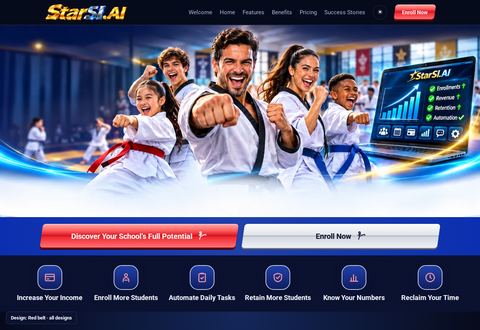 StarSI.AI
Welcome Home Features Benefits Pricing Success Stories Enroll Now
StarSI.AI
Enrollments
Revenue
Retention
Automation
Discover Your School's Full Potential
Enroll Now
Increase Your Income
Enroll More Students
Automate Daily Tasks
Retain More Students
Know Your Numbers
Reclaim Your Time
Design: Red belt - all designs